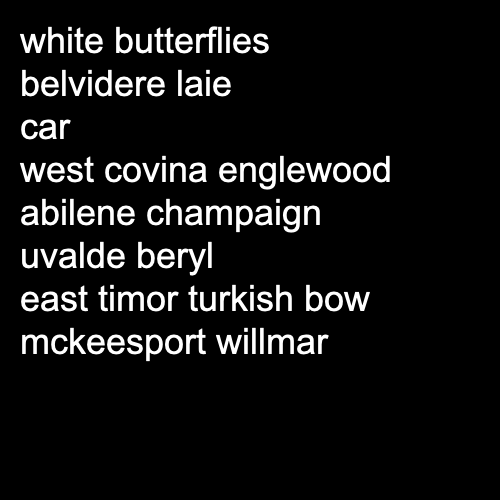 white butterflies
belvidere laie
car
west covina englewood
abilene champaign
uvalde beryl
east timor turkish bow
mckeesport willmar